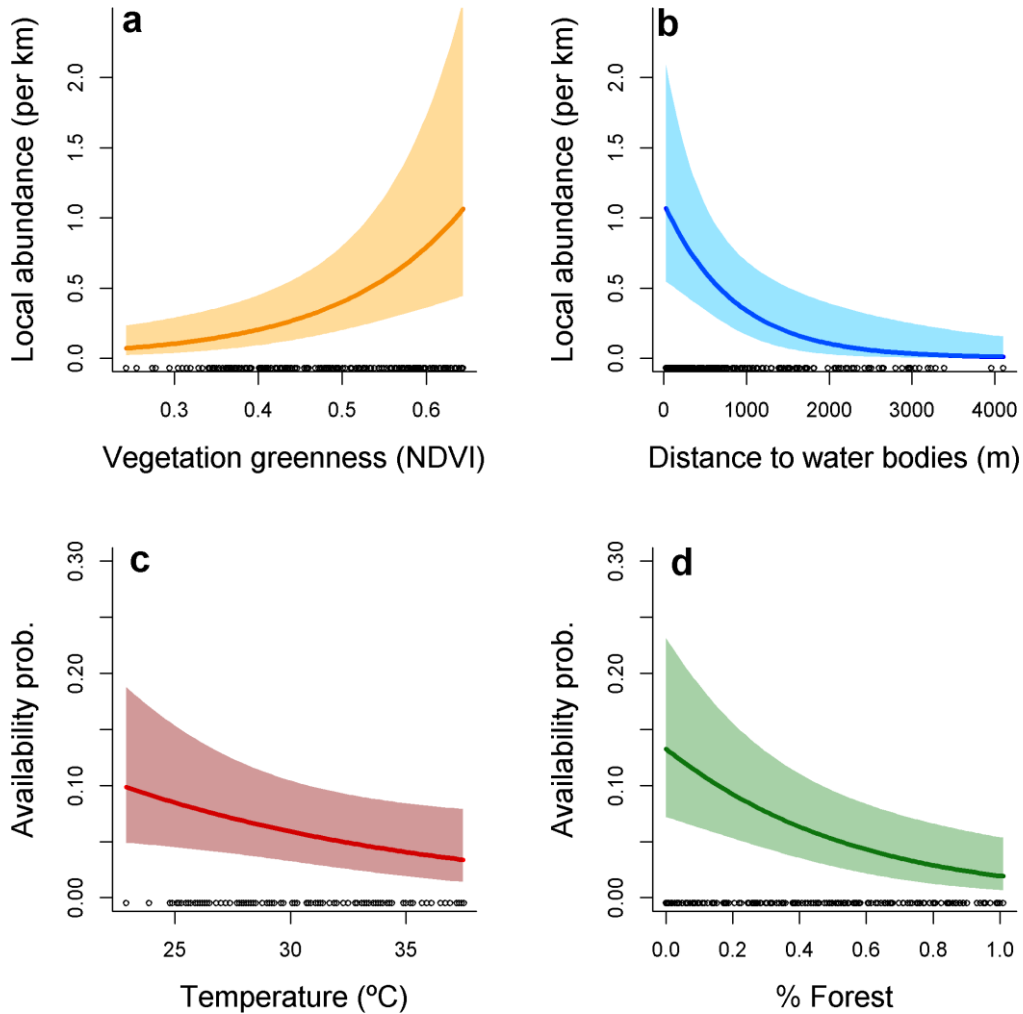 a
Local abundance (per km)
0.0 0.5 1.0 1.5 2.0
0.3 0.4 0.5 0.6
Vegetation greenness (NDVI)
b
Local abundance (per km)
0.0 0.5 1.0 1.5 2.0
0 1000 2000 3000 4000
Distance to water bodies (m)
c
Availability prob.
0.00 0.10 0.20 0.30
25 30 35
Temperature (ºC)
d
Availability prob.
0.00 0.10 0.20 0.30
0.0 0.2 0.4 0.6 0.8 1.0
% Forest